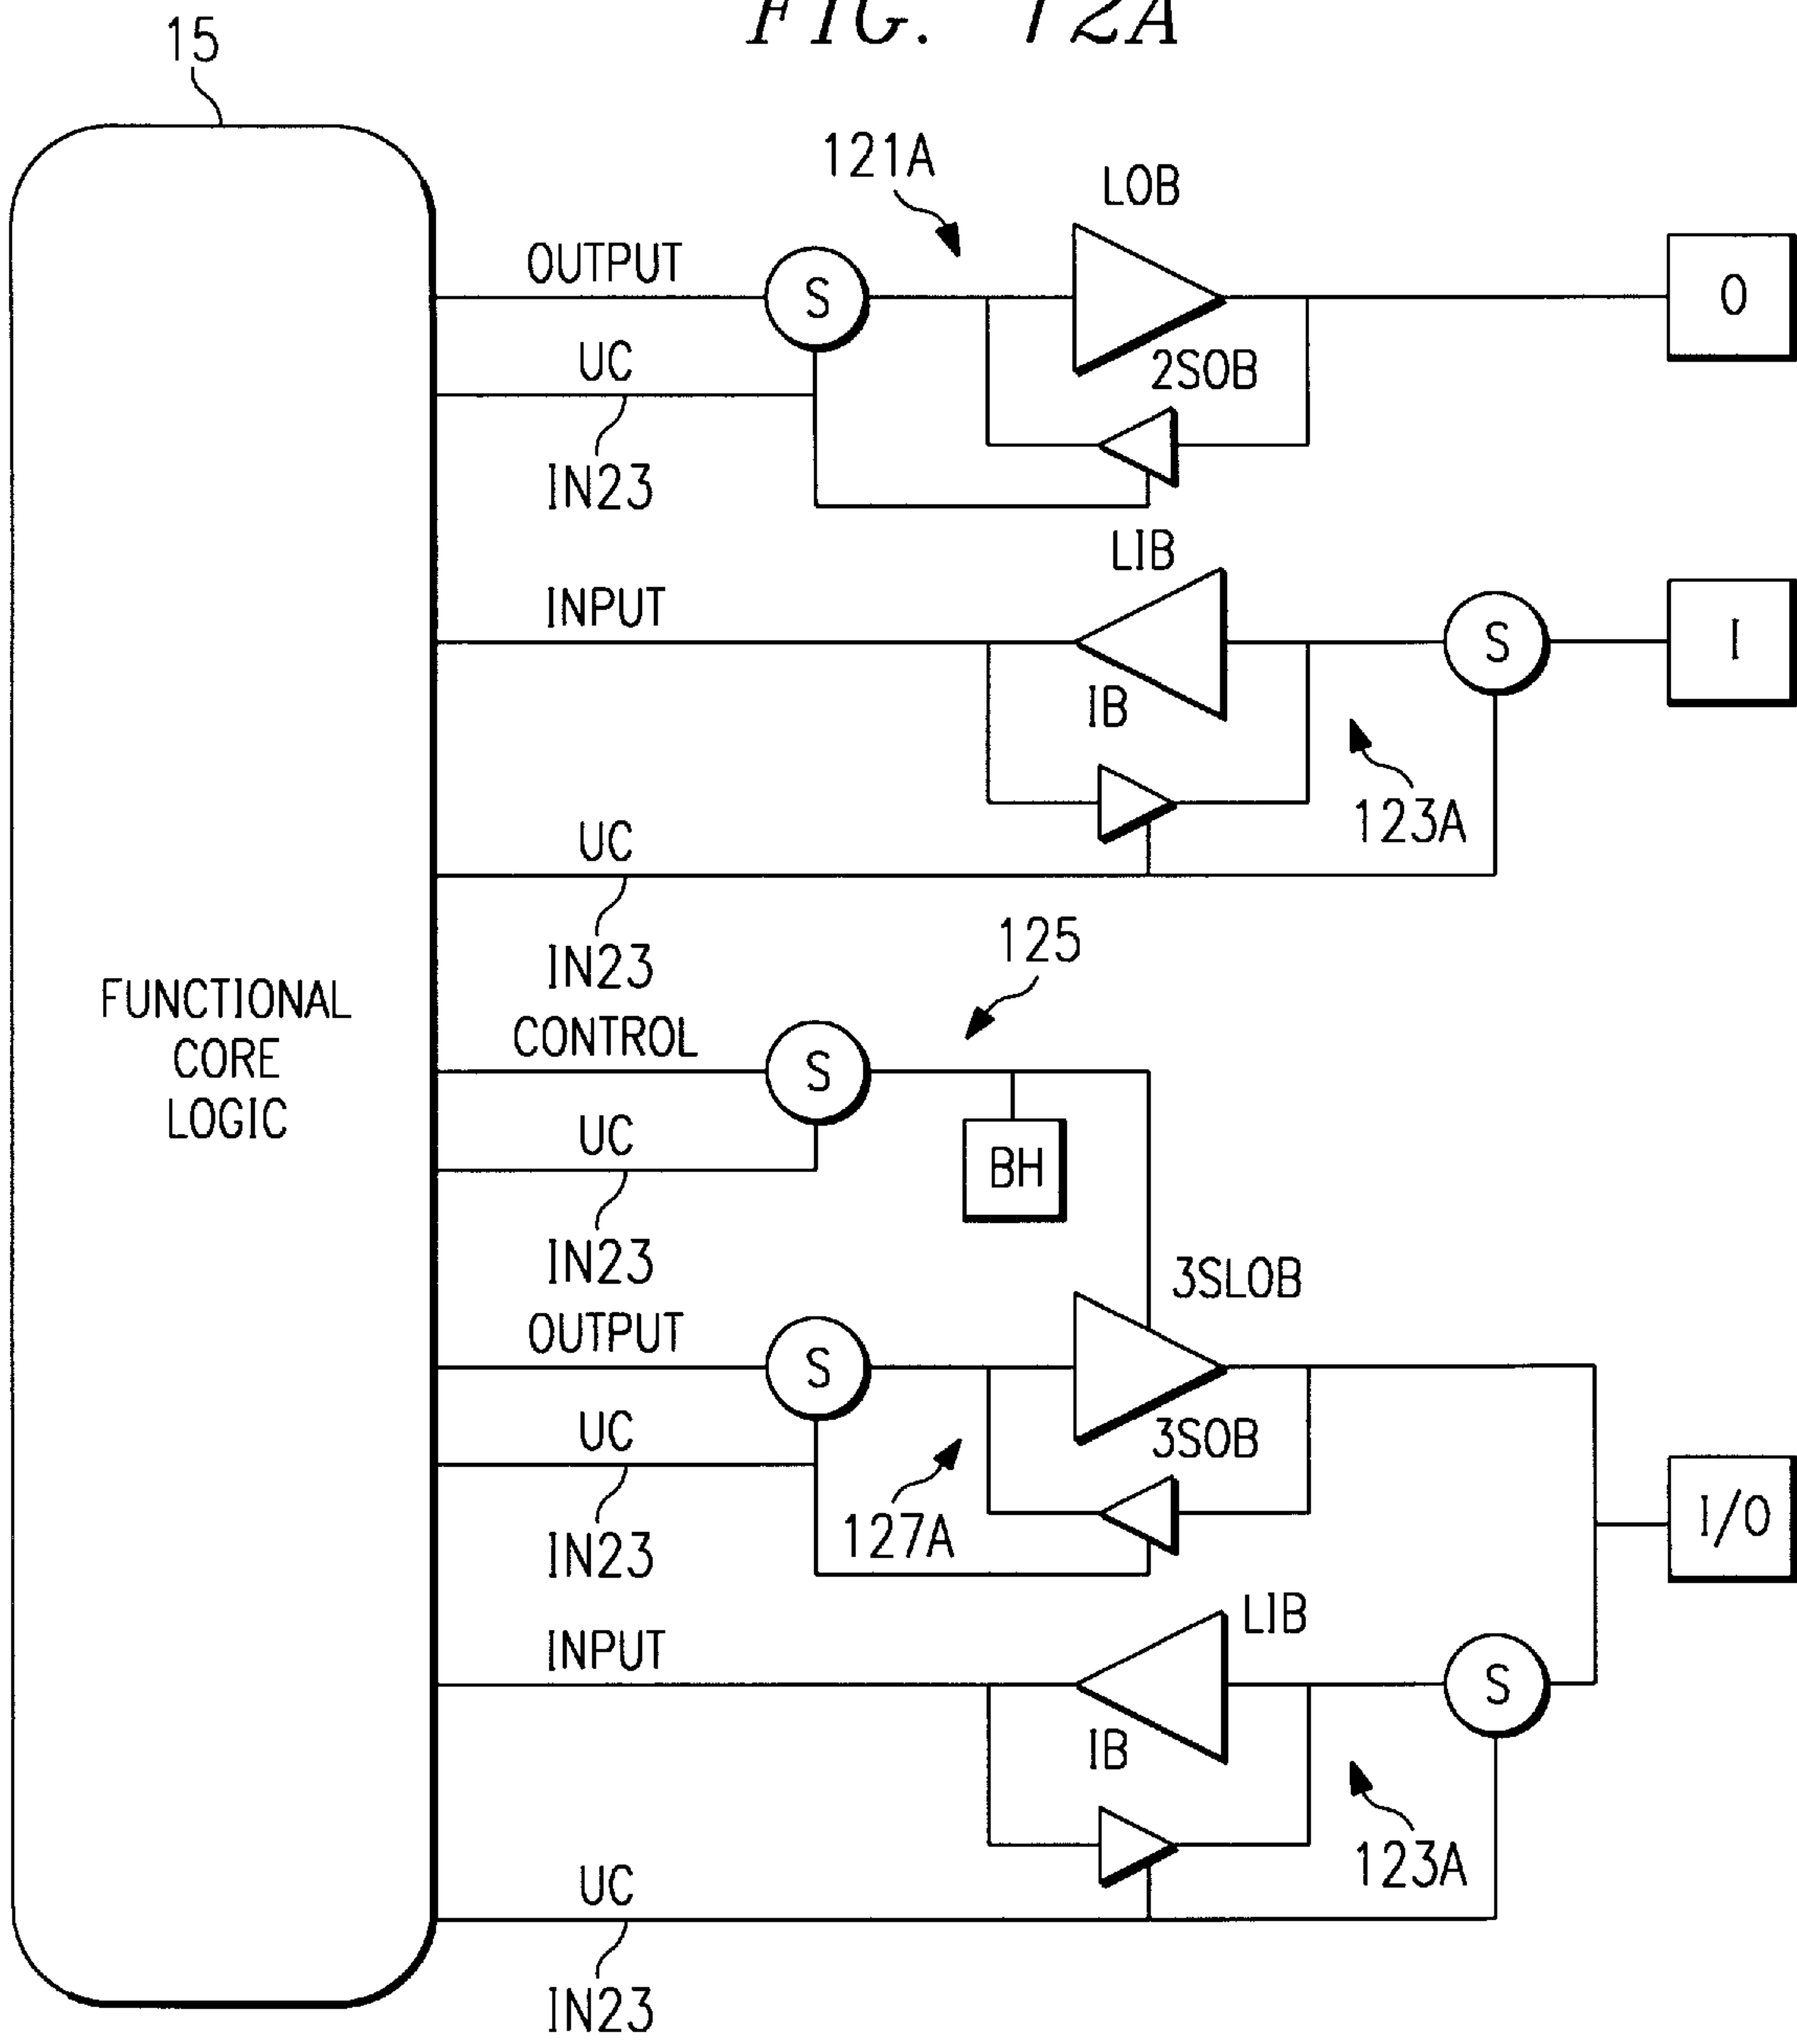 FIG. 12A
15
121A
LOB
OUTPUT
S
O
UC
2SOB
IN23
LIB
INPUT
S
I
IB
123A
UC
IN23
125
FUNCTIONAL
CORE
LOGIC
CONTROL
S
UC
BH
IN23
3SLOB
OUTPUT
S
UC
3SOB
127A
IN23
I/O
LIB
INPUT
S
IB
123A
UC
IN23